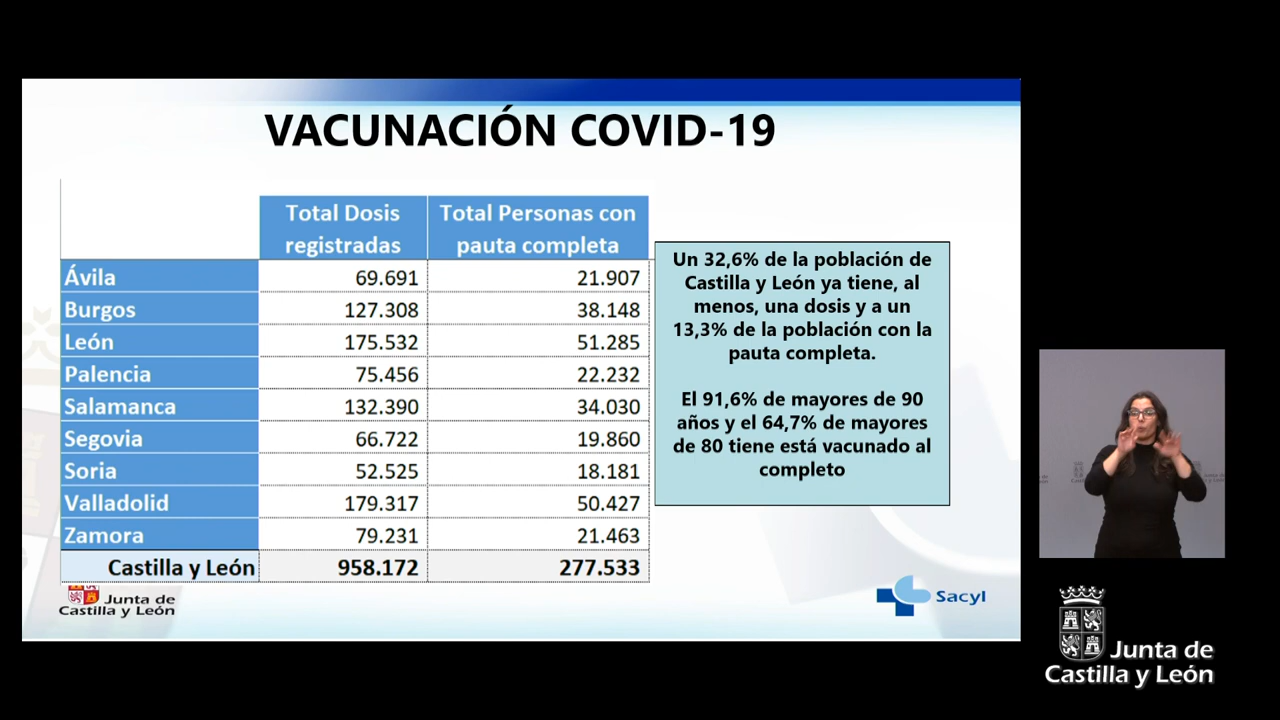 VACUNACIÓN COVID-19
Total Dosis registradas
Total Personas con pauta completa
Ávila 69.691 21.907
Burgos 127.308 38.148
León 175.532 51.285
Palencia 75.456 22.232
Salamanca 132.390 34.030
Segovia 66.722 19.860
Soria 52.525 18.181
Valladolid 179.317 50.427
Zamora 79.231 21.463
Castilla y León 958.172 277.533
Un 32,6% de la población de
Castilla y León ya tiene, al
menos, una dosis y a un
13,3% de la población con la
pauta completa.
El 91,6% de mayores de 90
años y el 64,7% de mayores
de 80 tiene está vacunado al
completo
Junta de
Castilla y León
Sacyl
Junta de
Castilla y León